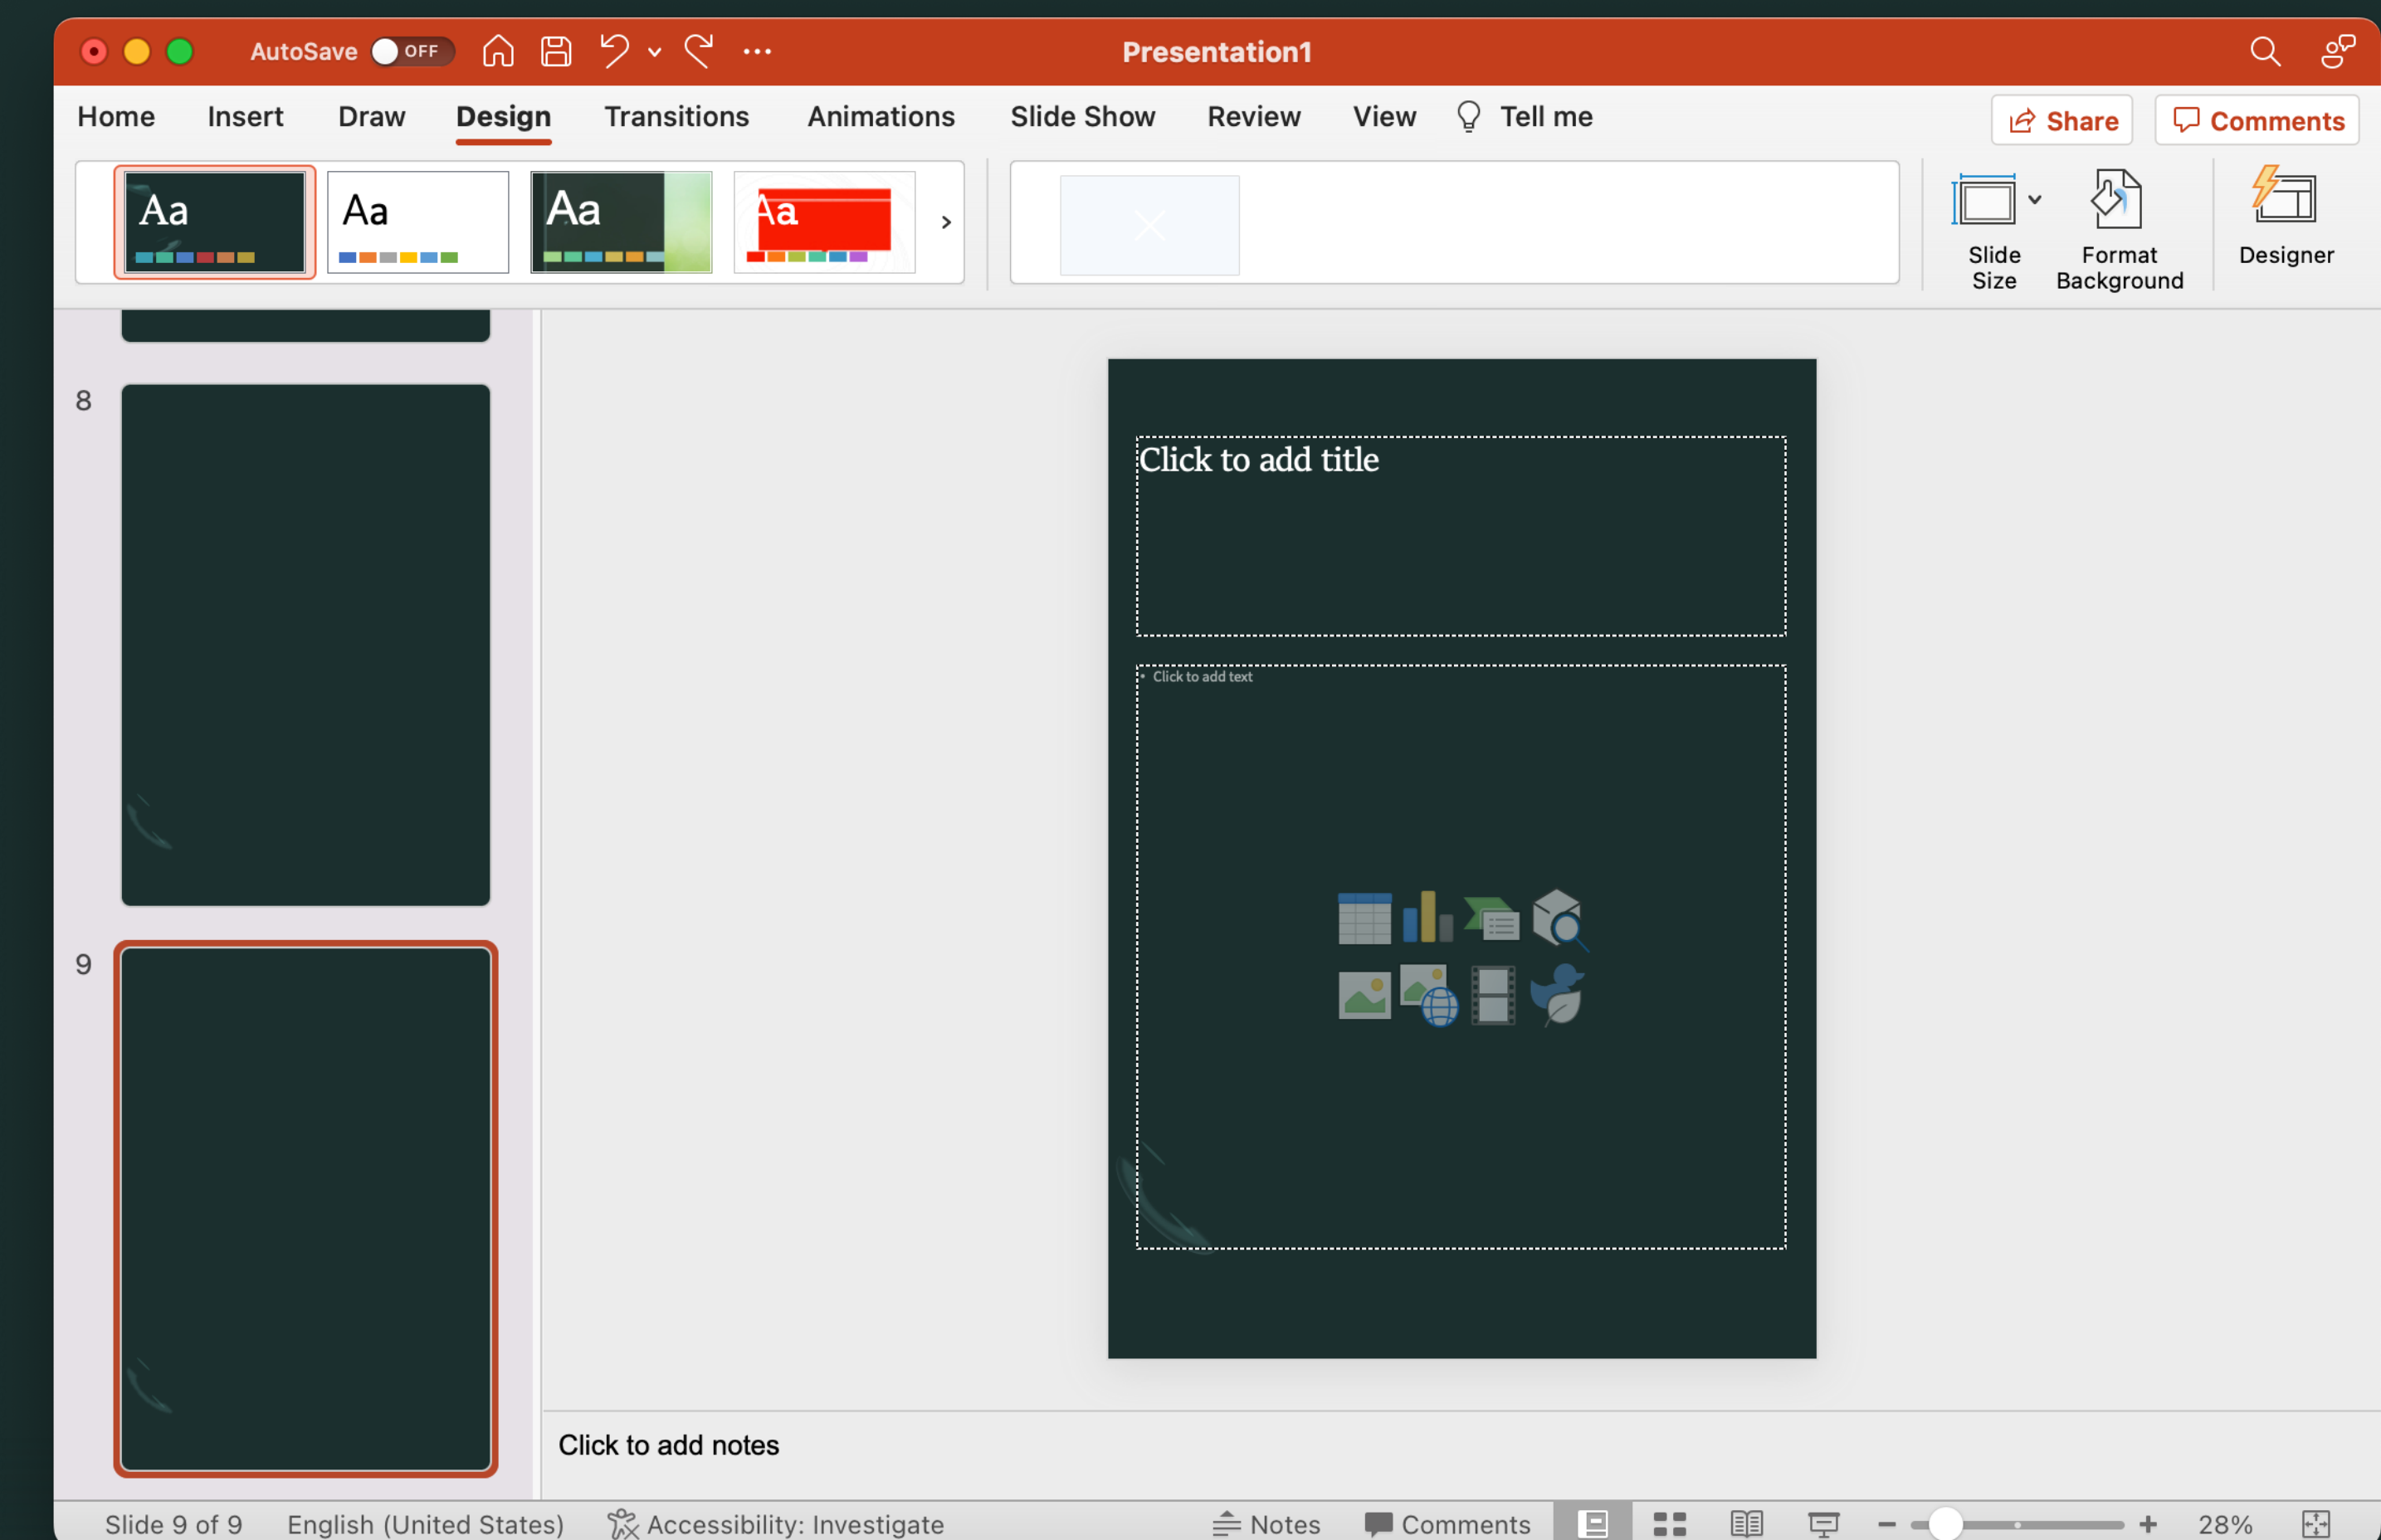 AutoSave OFF Presentation1
Home Insert Draw Design Transitions Animations Slide Show Review View Tell me Share Comments
Aa Aa Aa Aa
Slide Size
Format Background
Designer
8
Click to add title
• Click to add text
9
Click to add notes
Slide 9 of 9 English (United States) Accessibility: Investigate Notes Comments 28%